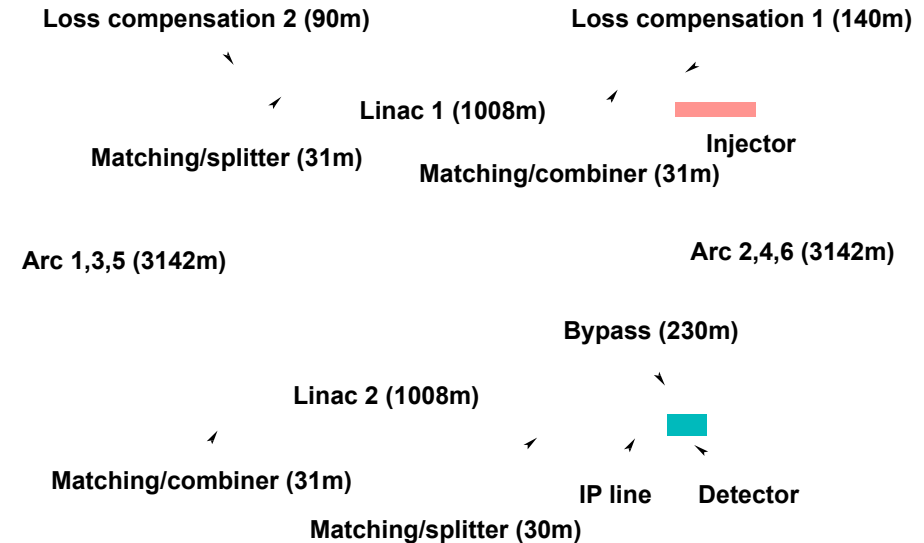 Loss compensation 2 (90m)
Loss compensation 1 (140m)
Linac 1 (1008m)
Injector
Matching/splitter (31m)
Matching/combiner (31m)
Arc 1,3,5 (3142m)
Arc 2,4,6 (3142m)
Bypass (230m)
Linac 2 (1008m)
Matching/combiner (31m)
IP line
Detector
Matching/splitter (30m)